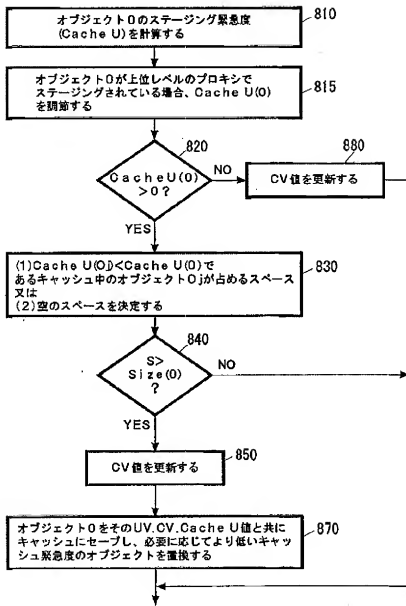 オブジェクトOのステージング緊急度
(Cache U)を計算する
810
オブジェクトOが上位レベルのプロキシで
ステージングされている場合、Cache U(O)
を調節する
815
820
CacheU(O)
>0?
NO
YES
880
CV値を更新する
(1)Cache U(Oj)<Cache U(O)で
あるキャッシュ中のオブジェクトOjが占めるスペース
又は
(2)空のスペースを決定する
830
840
S>
Size(O)
?
NO
YES
CV値を更新する
850
オブジェクトOをそのUV.CV.Cache U値と共に
キャッシュにセーブし、必要に応じてより低いキャッ
シュ緊急度のオブジェクトを置換する
870